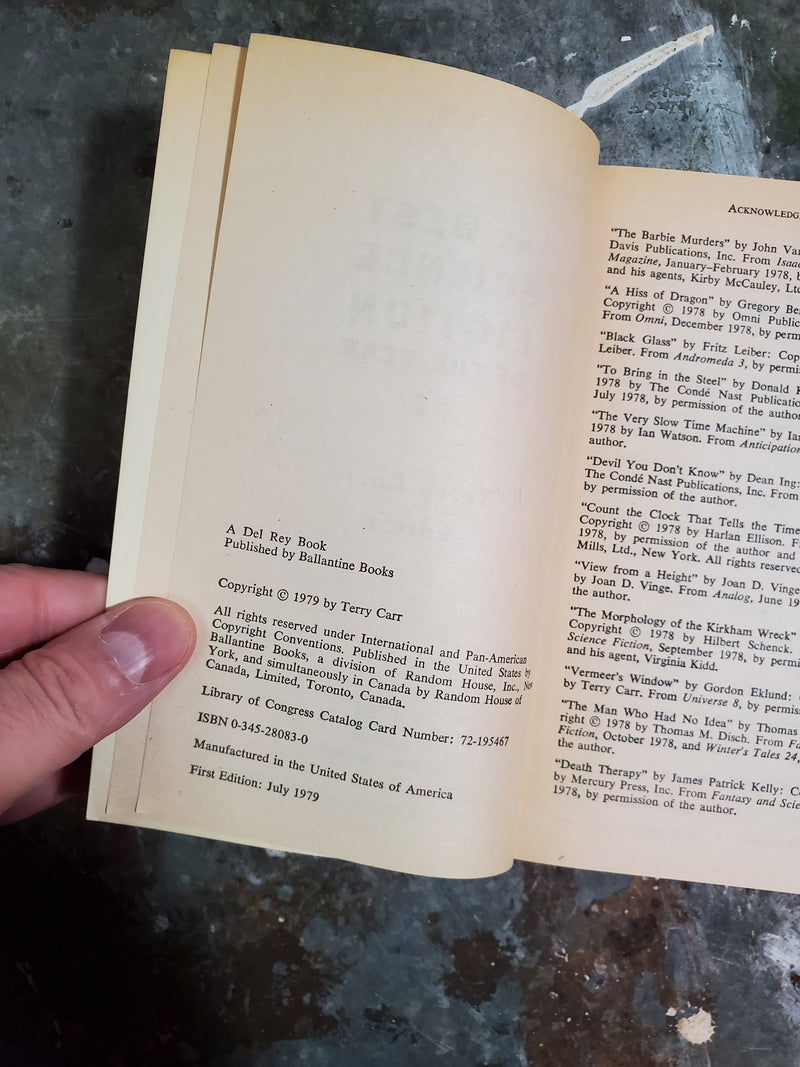 A Del Rey Book
Published by Ballantine Books
Copyright © 1979 by Terry Carr
All rights reserved under International and Pan-American
Copyright Conventions. Published in the United States by
Ballantine Books, a division of Random House, Inc., New
York, and simultaneously in Canada by Random House of
Canada, Limited, Toronto, Canada.
Library of Congress Catalog Card Number: 72-195467
ISBN 0-345-28083-0
Manufactured in the United States of America
First Edition: July 1979
"The Barbie Murders" by John
Davis Publications, Inc. From Isaac
Magazine, January–February 1978,
and his agents, Kirby McCauley,
"A Hiss of Dragon" by Gregory
Copyright © 1978 by Omni
From Omni, December 1978, by
"Black Glass" by Fritz Leiber:
Leiber. From Andromeda 3, by
"To Bring in the Steel" by Donald
1978 by The Condé Nast
July 1978, by permission of the
"The Very Slow Time Machine" by
1978 by Ian Watson. From
author.
"Devil You Don't Know" by Dean Ing:
The Condé Nast Publications, Inc. From
by permission of the author.
"Count the Clock That Tells the
Copyright © 1978 by Harlan Ellison.
1978, by permission of the author and
Mills, Ltd., New York. All rights
"View from a Height" by Joan D. Vinge
by Joan D. Vinge. From Analog, June
the author.
"The Morphology of the Kirkham Wreck"
Copyright © 1978 by Hilbert Schenck.
Science Fiction, September 1978, by
and his agent, Virginia Kidd.
"Vermeer's Window" by Gordon Eklund:
by Terry Carr. From Universe 8, by
"The Man Who Had No Idea" by Thomas
right © 1978 by Thomas M. Disch. From
Fiction, October 1978, and Winter's Tales 24,
the author.
"Death Therapy" by James Patrick Kelly:
by Mercury Press, Inc. From Fantasy and
1978, by permission of the author.